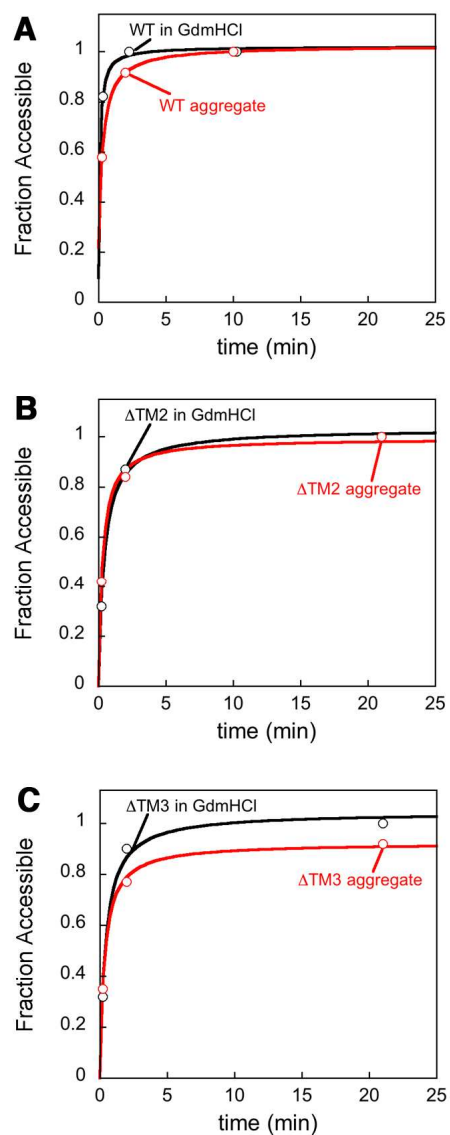 A
WT in GdmHCl
WT aggregate
Fraction Accessible
1
0.8
0.6
0.4
0.2
0
0 5 10 15 20 25
time (min)
B
ΔTM2 in GdmHCl
ΔTM2 aggregate
Fraction Accessible
1
0.8
0.6
0.4
0.2
0
0 5 10 15 20 25
time (min)
C
ΔTM3 in GdmHCl
ΔTM3 aggregate
Fraction Accessible
1
0.8
0.6
0.4
0.2
0
0 5 10 15 20 25
time (min)